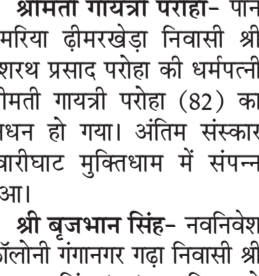 श्रीमती गायत्री परोहा– पान
मरिया ढ़ीमरखेड़ा निवासी श्री
शरथ प्रसाद परोहा की धर्मपत्नी
ीमती गायत्री परोहा (82) का
नधन हो गया। अंतिम संस्कार
वारीघाट मुक्तिधाम में संपन्न
आ।
श्री बृजभान सिंह– नवनिवेश
ॉलोनी गंगानगर गढ़ा निवासी श्री